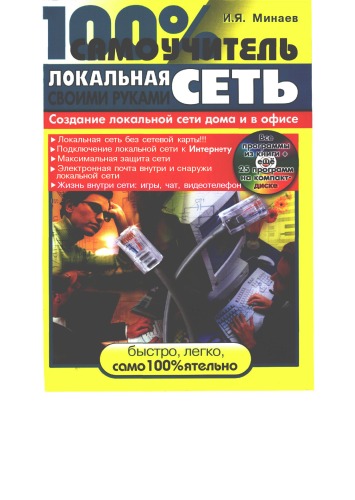 И.Я. Минаев
100%
САМОУЧИТЕЛЬ
ЛОКАЛЬНАЯ СЕТЬ
СВОИМИ РУКАМИ
Создание локальной сети дома и в офисе
Локальная сеть без сетевой карты!!!
Подключение локальной сети к Интернету
Максимальная защита сети
Электронная почта внутри и снаружи
локальной сети
Жизнь внутри сети: игры, чат, видеотелефон
Все
программы
из книги +
ещё
25 программ
на компакт-
диске
быстро, легко,
само100%ятельно